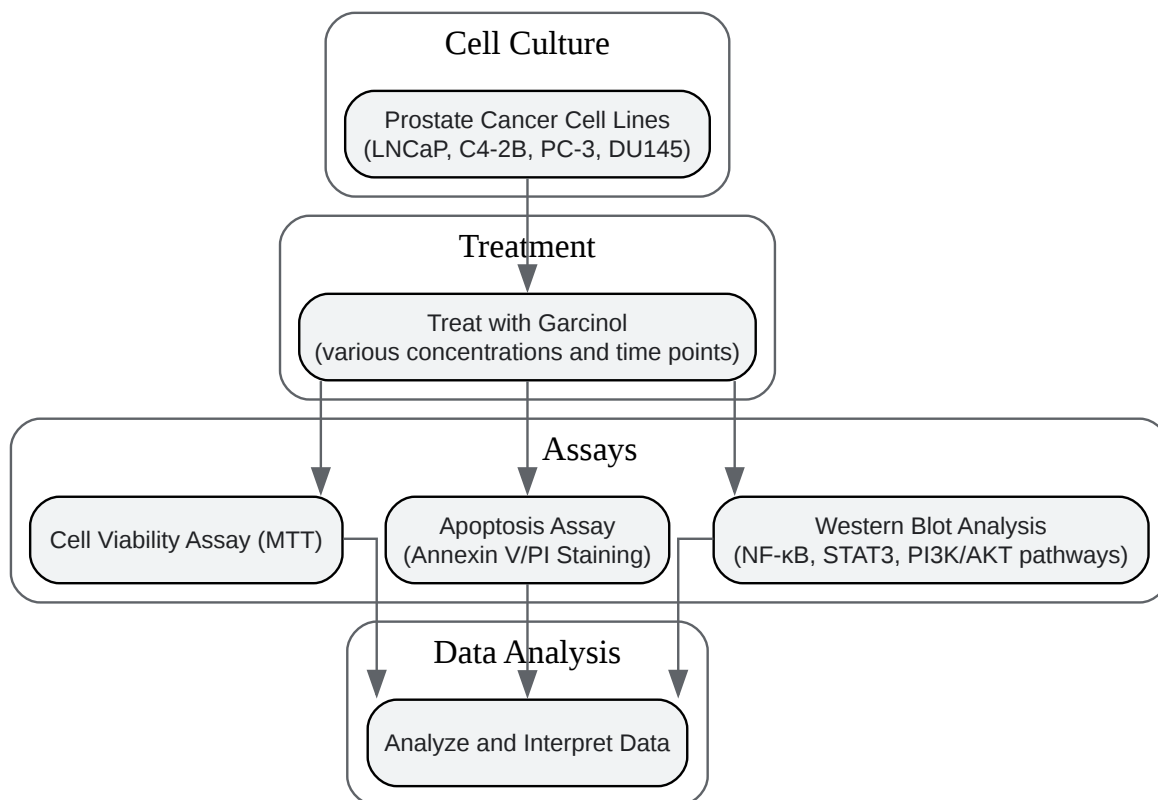 Cell Culture
Prostate Cancer Cell Lines
(LNCaP, C4-2B, PC-3, DU145)
Treatment
Treat with Garcinol
(various concentrations and time points)
Assays
Cell Viability Assay (MTT)
Apoptosis Assay
(Annexin V/PI Staining)
Western Blot Analysis
(NF-κB, STAT3, PI3K/AKT pathways)
Data Analysis
Analyze and Interpret Data